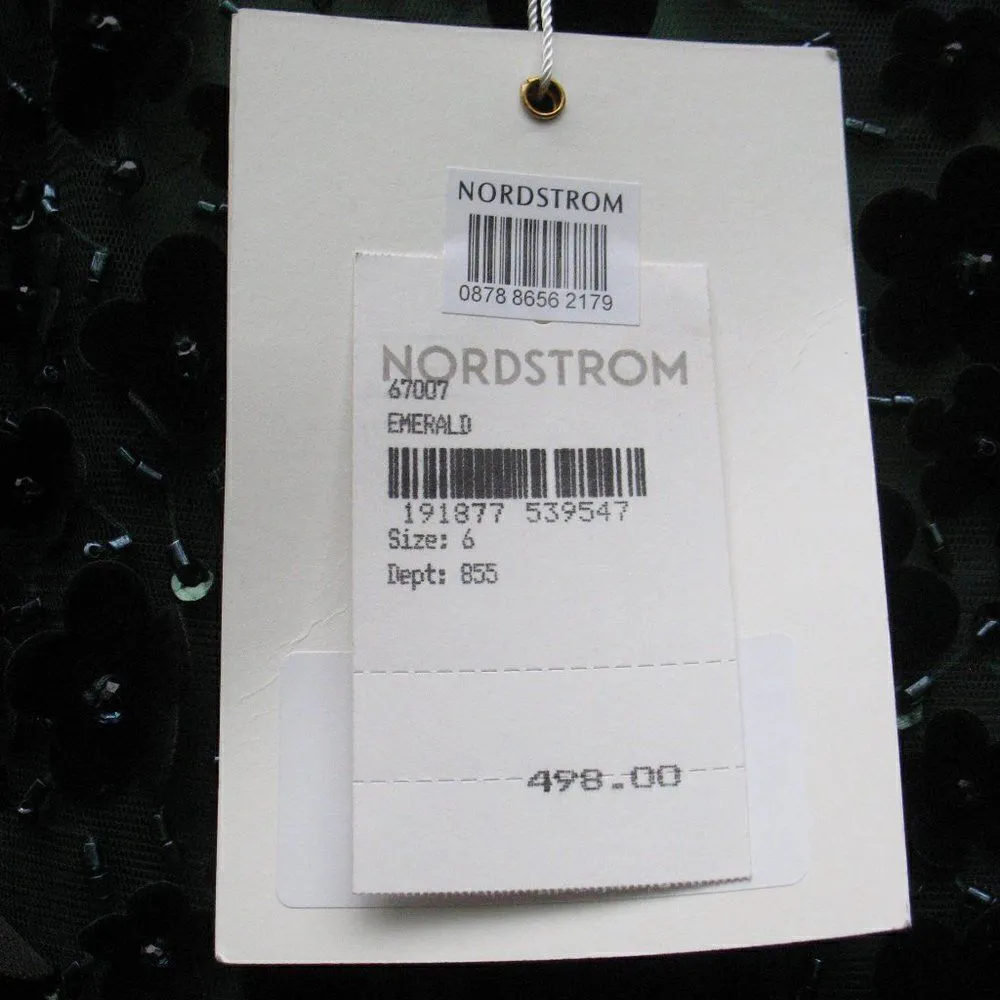 NORDSTROM
0878 8656 2179
NORDSTROM
67007
EMERALD
191877 539547
Size: 6
Dept: 855
498.00